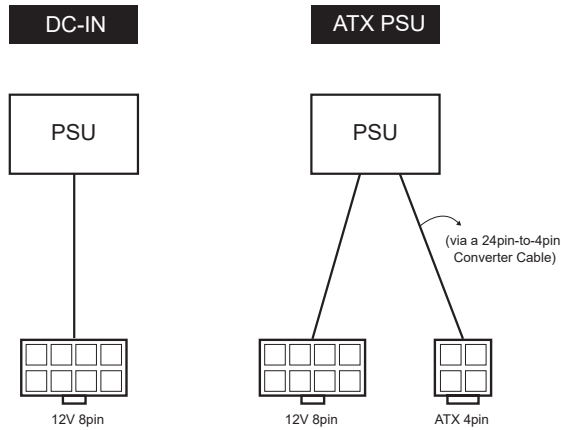 DC-IN
ATX PSU
PSU
PSU
(via a 24pin-to-4pin
Converter Cable)
12V 8pin
12V 8pin
ATX 4pin